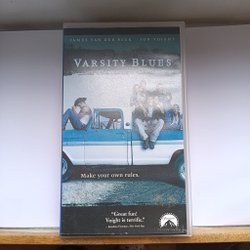 JAMES VAN DER BEEK   JON VOIGHT
VARSITY BLUES
Make your own rules.
"Great fun!
Voight is terrific."